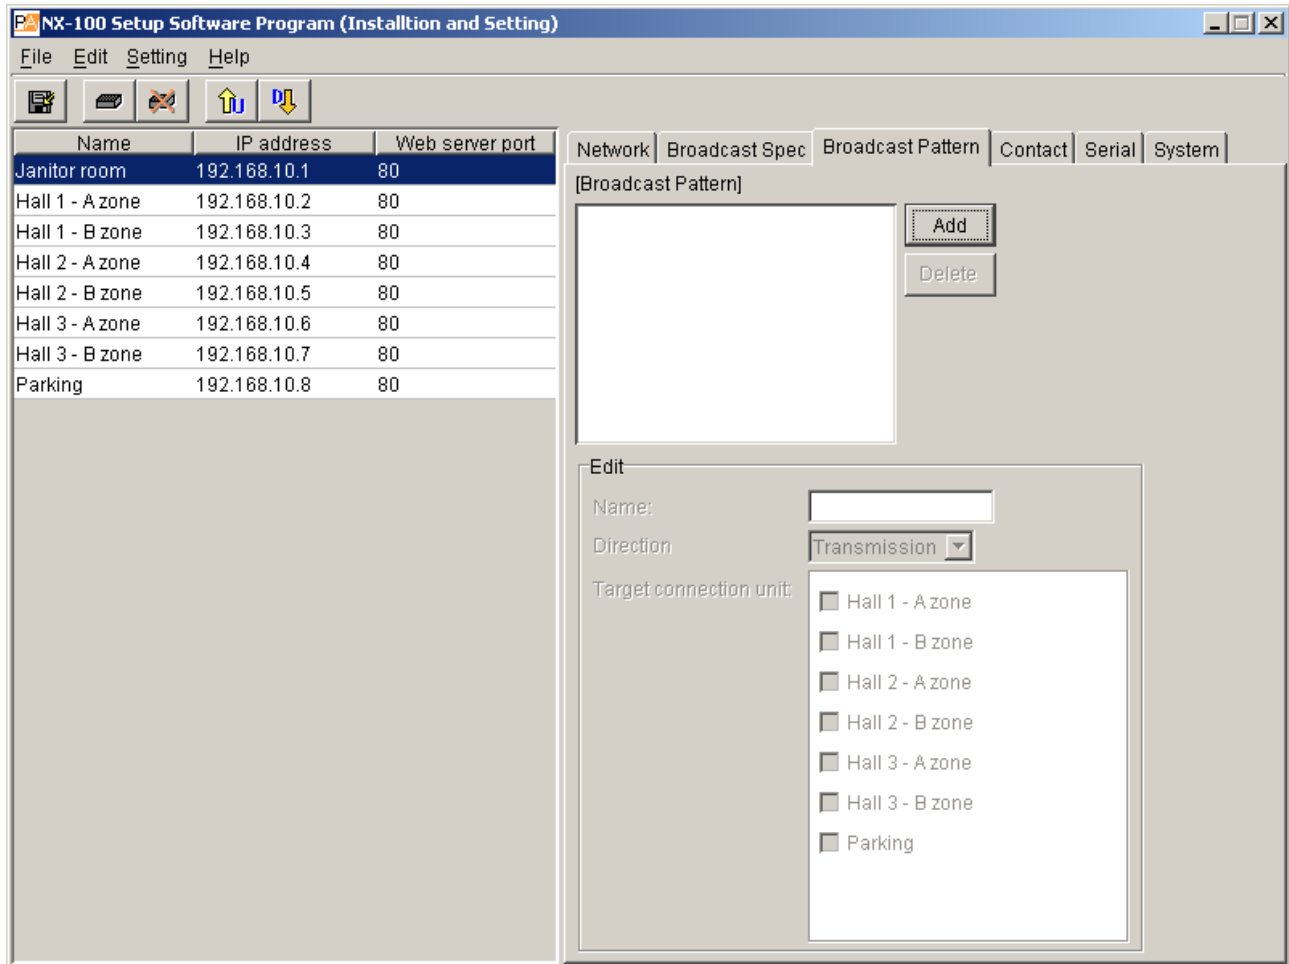 PA NX-100 Setup Software Program (Installtion and Setting)
File Edit Setting Help
U D
Name IP address Web server port
Janitor room 192.168.10.1 80
Hall 1 - A zone 192.168.10.2 80
Hall 1 - B zone 192.168.10.3 80
Hall 2 - A zone 192.168.10.4 80
Hall 2 - B zone 192.168.10.5 80
Hall 3 - A zone 192.168.10.6 80
Hall 3 - B zone 192.168.10.7 80
Parking 192.168.10.8 80
Network Broadcast Spec Broadcast Pattern Contact Serial System
[Broadcast Pattern]
Add
Delete
Edit
Name:
Direction Transmission
Target connection unit:
Hall 1 - A zone
Hall 1 - B zone
Hall 2 - A zone
Hall 2 - B zone
Hall 3 - A zone
Hall 3 - B zone
Parking